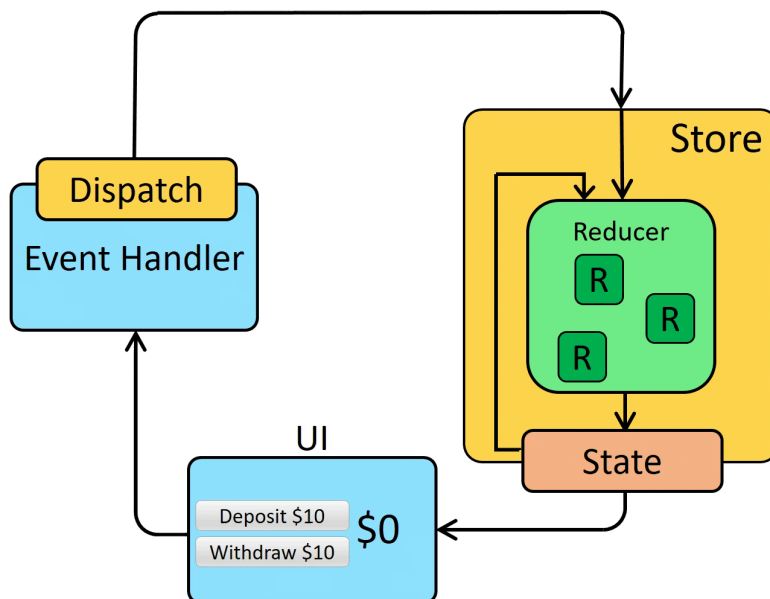 Store
Dispatch
Event Handler
Reducer
R
R
R
State
UI
Deposit $10
Withdraw $10
$0